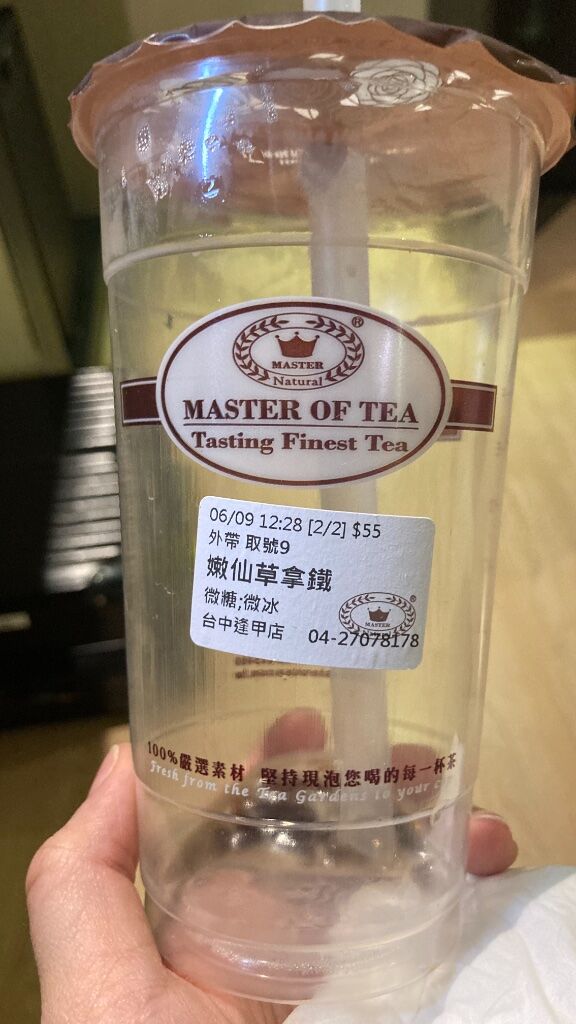 MASTER
Natural
®
MASTER OF TEA
Tasting Finest Tea
06/09 12:28 [2/2] $55
外帶 取號9
嫩仙草拿鐵
微糖;微冰
台中逢甲店 04-27078178
MASTER
®
100%嚴選素材 堅持現泡您喝的每一杯茶
Fresh from the Tea Gardens to your